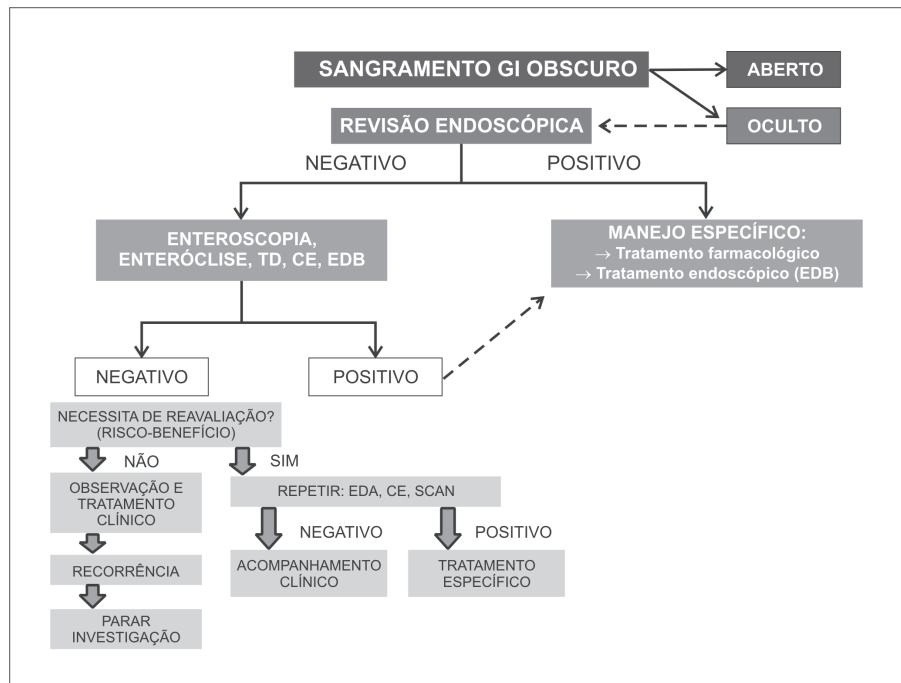 SANGRAMENTO GI OBSCURO
ABERTO
REVISÃO ENDOSCÓPICA
OCULTO
NEGATIVO
POSITIVO
ENTEROSCOPIA,
ENTERÓCLISE, TD, CE, EDB
MANEJO ESPECÍFICO:
→ Tratamento farmacológico
→ Tratamento endoscópico (EDB)
NEGATIVO
POSITIVO
NECESSITA DE REAVALIAÇÃO?
(RISCO-BENEFÍCIO)
NÃO
SIM
OBSERVAÇÃO E
TRATAMENTO
CLÍNICO
REPETIR: EDA, CE, SCAN
NEGATIVO
POSITIVO
RECORRÊNCIA
ACOMPANHAMENTO
CLÍNICO
TRATAMENTO
ESPECÍFICO
PARAR
INVESTIGAÇÃO